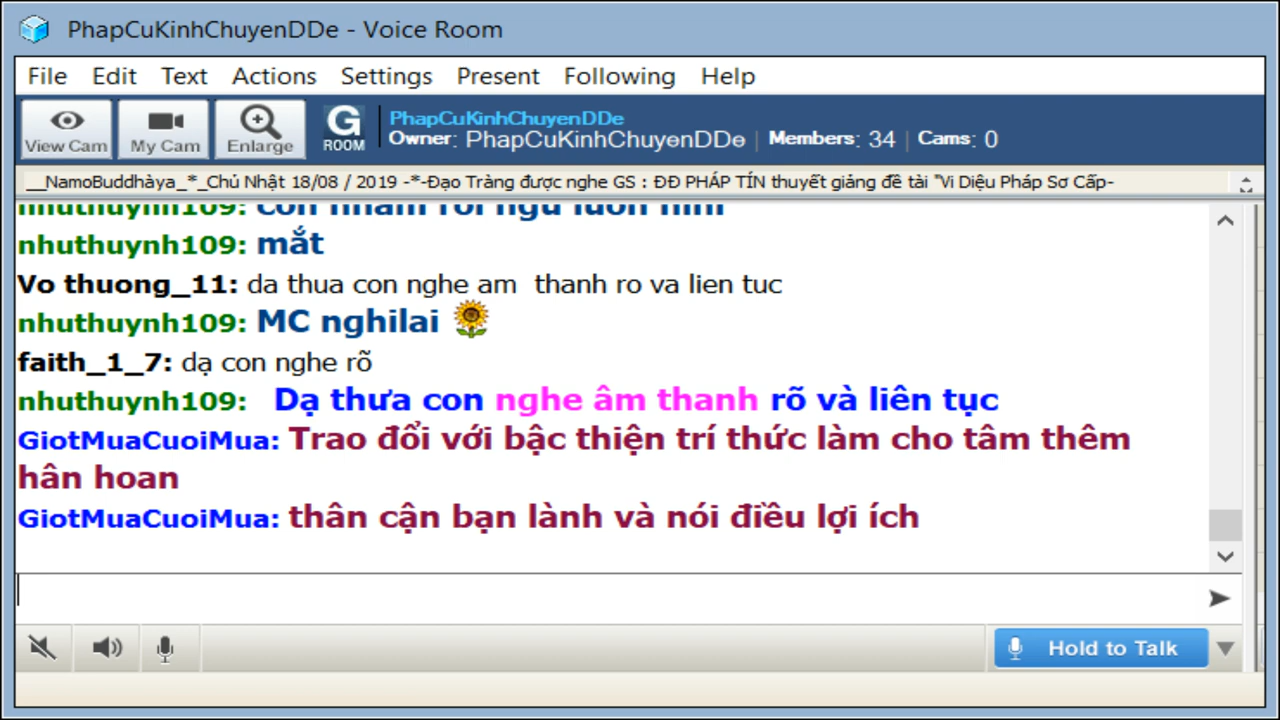 PhapCuKinhChuyenDDe - Voice Room
File Edit Text Actions Settings Present Following Help
View Cam My Cam Enlarge G ROOM
PhapCuKinhChuyenDDe
Owner: PhapCuKinhChuyenDDe | Members: 34 | Cams: 0
__NamoBuddhàya_*_Chủ Nhật 18/08 / 2019 -*-Đạo Tràng được nghe GS : ĐĐ PHÁP TÍN thuyết giảng đề tài "Vi Diệu Pháp Sơ Cấp-
nhuthuynh109:
nhuthuynh109: mắt
Vo thuong_11: da thua con nghe am thanh ro va lien tuc
nhuthuynh109: MC nghilai
faith_1_7: dạ con nghe rõ
nhuthuynh109: Dạ thưa con nghe âm thanh rõ và liên tục
GiotMuaCuoiMua: Trao đổi với bậc thiện trí thức làm cho tâm thêm
hân hoan
GiotMuaCuoiMua: thân cận bạn lành và nói điều lợi ích
Hold to Talk